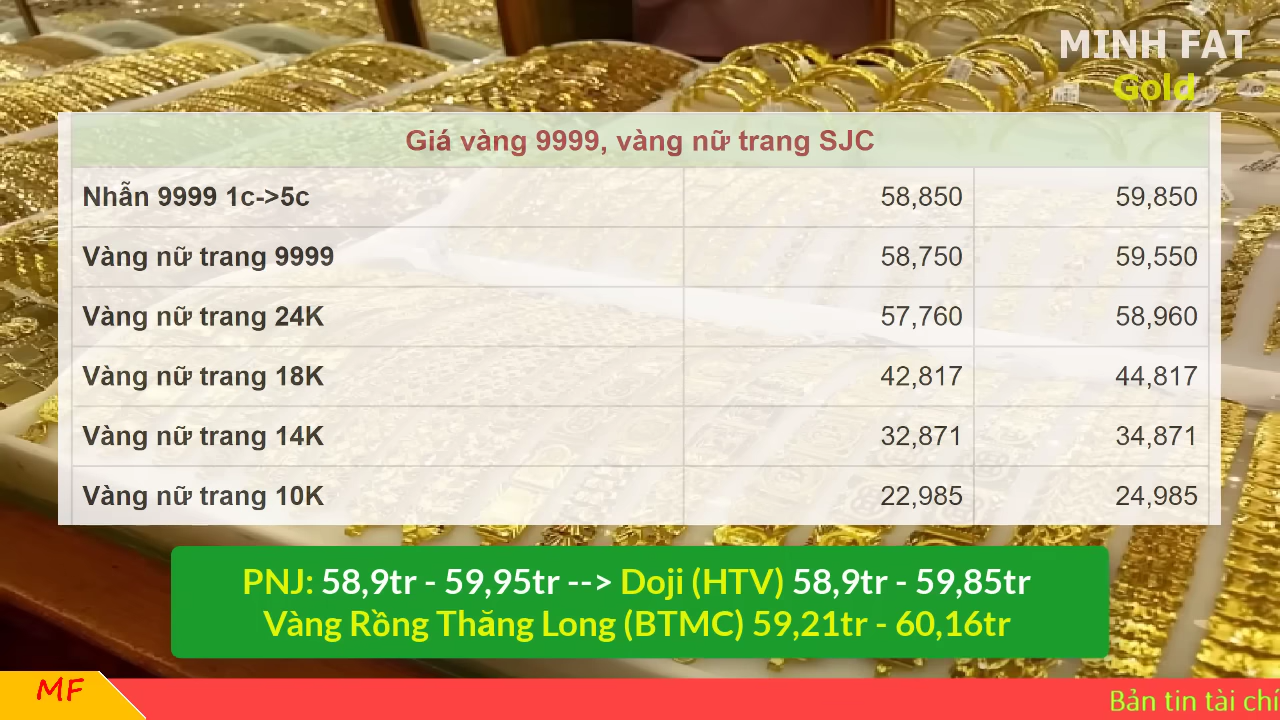 MINH FAT
Gold
Giá vàng 9999, vàng nữ trang SJC
Nhẫn 9999 1c->5c 58,850 59,850
Vàng nữ trang 9999 58,750 59,550
Vàng nữ trang 24K 57,760 58,960
Vàng nữ trang 18K 42,817 44,817
Vàng nữ trang 14K 32,871 34,871
Vàng nữ trang 10K 22,985 24,985
PNJ: 58,9tr - 59,95tr --> Doji (HTV) 58,9tr - 59,85tr
Vàng Rồng Thăng Long (BTMC) 59,21tr - 60,16tr
MF
Bản tin tài chí